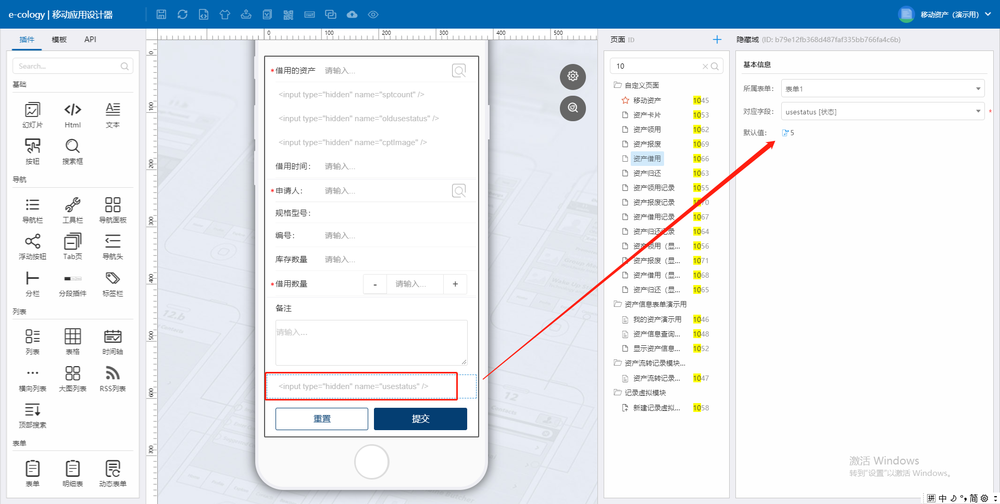 e-cology | 移动应用设计器
移动资产（演示用）
插件 模板 API
Search...
基础
幻灯片 Html 文本
按钮 搜索框
导航
导航栏 工具栏 导航面板
浮动按钮 Tab页 导航头
分栏 分段插件 标签栏
列表
列表 表格 时间轴
横向列表 大图列表 RSS列表
顶部搜索
表单
表单 明细表 动态表单
0 100 200 300 400 500
0
100
200
300
400
500
600
700
*借用的资产 请输入...
<input type="hidden" name="sptcount" />
<input type="hidden" name="oldusestatus" />
<input type="hidden" name="cptImage" />
借用时间： 请输入...
*申请人： 请输入...
规格型号：
编号： 请输入...
库存数量 请输入...
*借用数量 - 请输入... +
备注
请输入...
<input type="hidden" name="usestatus" />
重置 提交
页面 ID
10
自定义页面
移动资产 1045
资产卡片 1053
资产领用 1062
资产报废 1069
资产借用 1066
资产归还 1063
资产领用记录 1055
资产报废记录 1070
资产借用记录 1067
资产归还记录 1064
资产领用（显... 1056
资产报废（显... 1071
资产借用（显... 1068
资产归还（显... 1065
资产信息表单演示用
我的资产演示用 1046
资产信息查询... 1048
显示资产信息... 1052
资产流转记录模块...
资产流转记录... 1047
记录虚拟模块
新建记录虚拟... 1058
隐藏域 (ID: b79e12fb368d487faf335bb766fa4c6b)
基本信息
所属表单： 表单1
对应字段： usestatus [状态] *
默认值： 5
激活 Windows
转到"设置"以激活 Windows。
拼 中 简